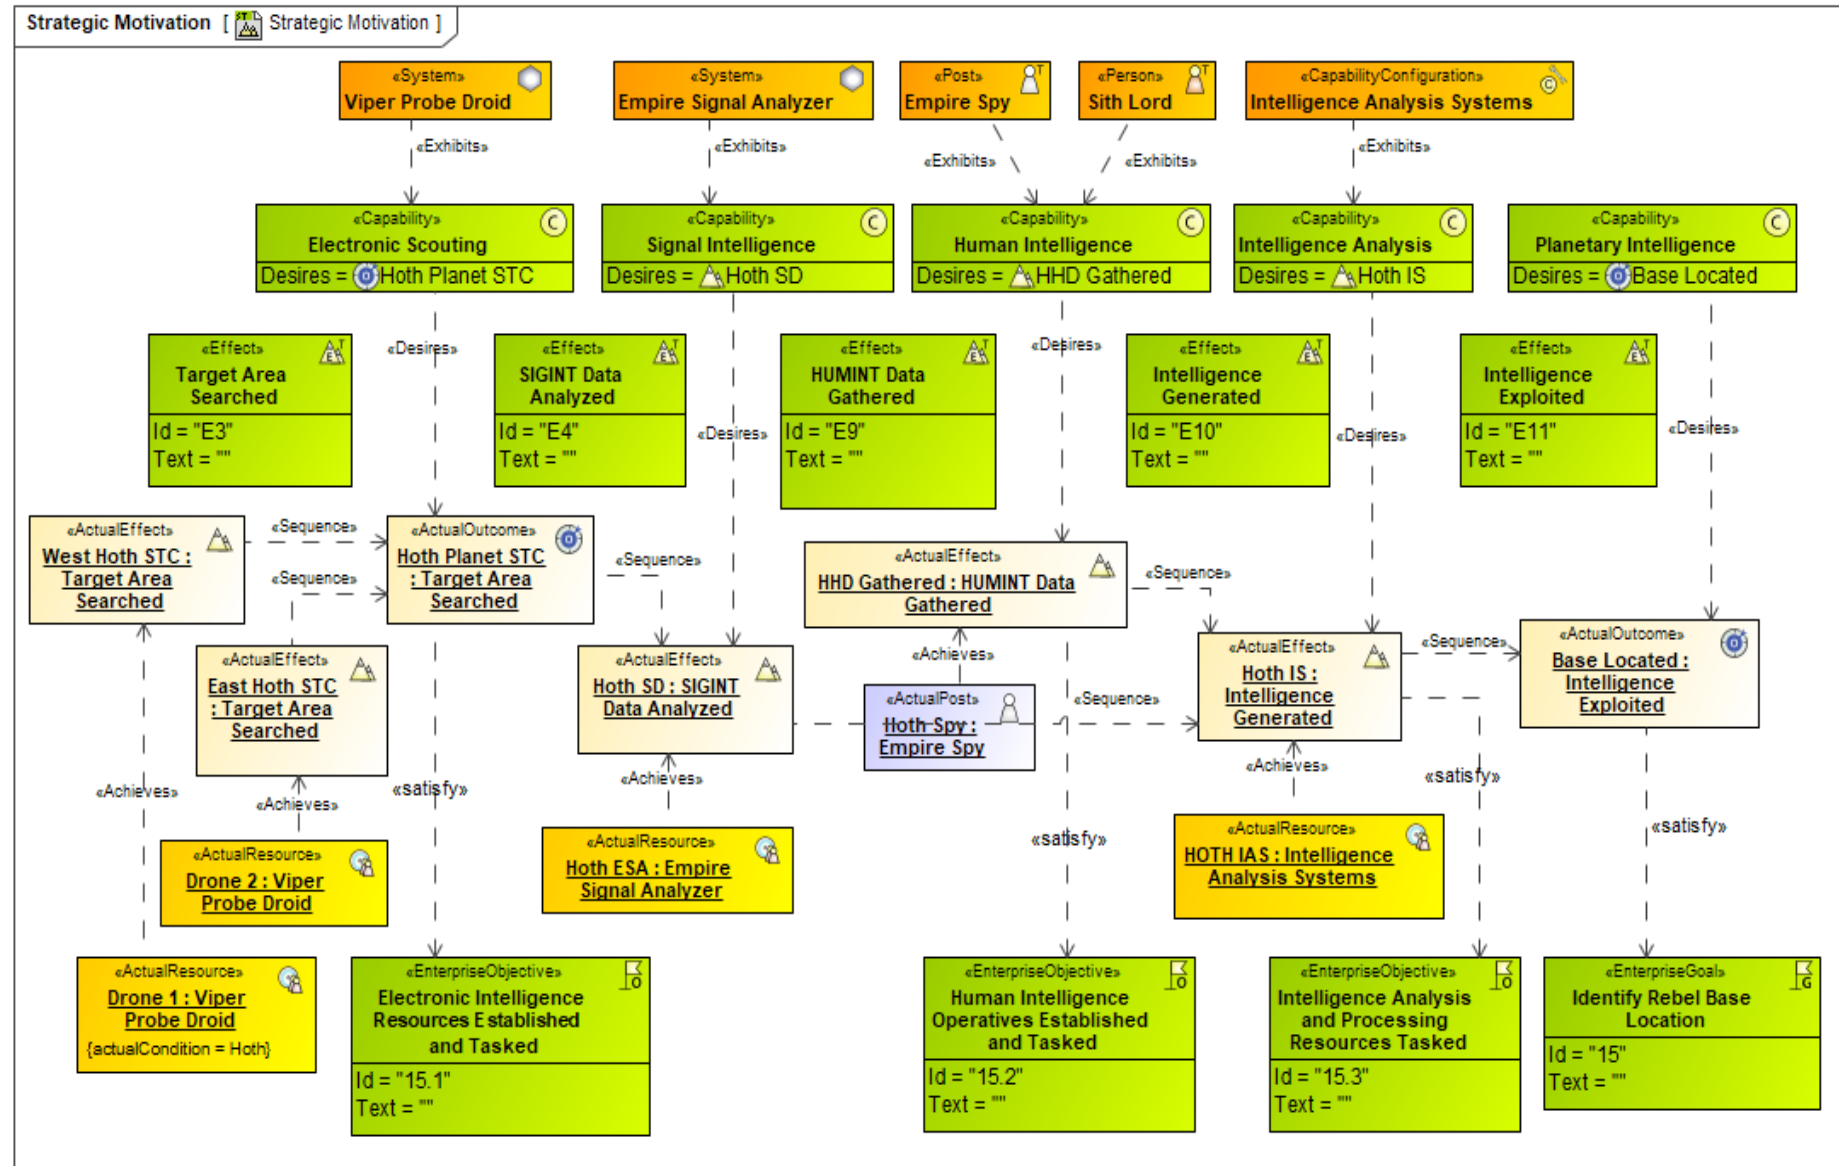 Strategic Motivation [ ST Strategic Motivation ]
«System»
Viper Probe Droid
«System»
Empire Signal Analyzer
«Post»
T
Empire Spy
«Person»
T
Sith Lord
«CapabilityConfiguration»
C
Intelligence Analysis Systems
«Exhibits»
«Exhibits»
«Exhibits»
«Exhibits»
«Exhibits»
«Capability»
C
Electronic Scouting
Desires = Hoth Planet STC
«Capability»
C
Signal Intelligence
Desires = Hoth SD
«Capability»
C
Human Intelligence
Desires = HHD Gathered
«Capability»
C
Intelligence Analysis
Desires = Hoth IS
«Capability»
C
Planetary Intelligence
Desires = Base Located
«Effect»
E T
Target Area
Searched
Id = "E3"
Text = ""
«Desires»
«Effect»
E T
SIGINT Data
Analyzed
Id = "E4"
Text = ""
«Desires»
«Effect»
E T
HUMINT Data
Gathered
Id = "E9"
Text = ""
«Desires»
«Effect»
E T
Intelligence
Generated
Id = "E10"
Text = ""
«Desires»
«Effect»
E T
Intelligence
Exploited
Id = "E11"
Text = ""
«Desires»
«ActualEffect»
West Hoth STC :
Target Area
Searched
«Sequence»
«Sequence»
«ActualOutcome»
Hoth Planet STC
: Target Area
Searched
«Sequence»
«ActualEffect»
HHD Gathered : HUMINT Data
Gathered
«Sequence»
«ActualEffect»
East Hoth STC
: Target Area
Searched
«ActualEffect»
Hoth SD : SIGINT
Data Analyzed
«Achieves»
«ActualPost»
Hoth Spy :
Empire Spy
«Sequence»
«ActualEffect»
Hoth IS :
Intelligence
Generated
«Sequence»
«ActualOutcome»
Base Located :
Intelligence
Exploited
«Achieves»
«Achieves»
«satisfy»
«Achieves»
«Achieves»
«satisfy»
«satisfy»
«satisfy»
«ActualResource»
Drone 2 : Viper
Probe Droid
«ActualResource»
Hoth ESA : Empire
Signal Analyzer
«ActualResource»
HOTH IAS : Intelligence
Analysis Systems
«ActualResource»
Drone 1 : Viper
Probe Droid
{actualCondition = Hoth}
«EnterpriseObjective»
O
Electronic Intelligence
Resources Established
and Tasked
Id = "15.1"
Text = ""
«EnterpriseObjective»
O
Human Intelligence
Operatives Established
and Tasked
Id = "15.2"
Text = ""
«EnterpriseObjective»
O
Intelligence Analysis
and Processing
Resources Tasked
Id = "15.3"
Text = ""
«EnterpriseGoal»
G
Identify Rebel Base
Location
Id = "15"
Text = ""